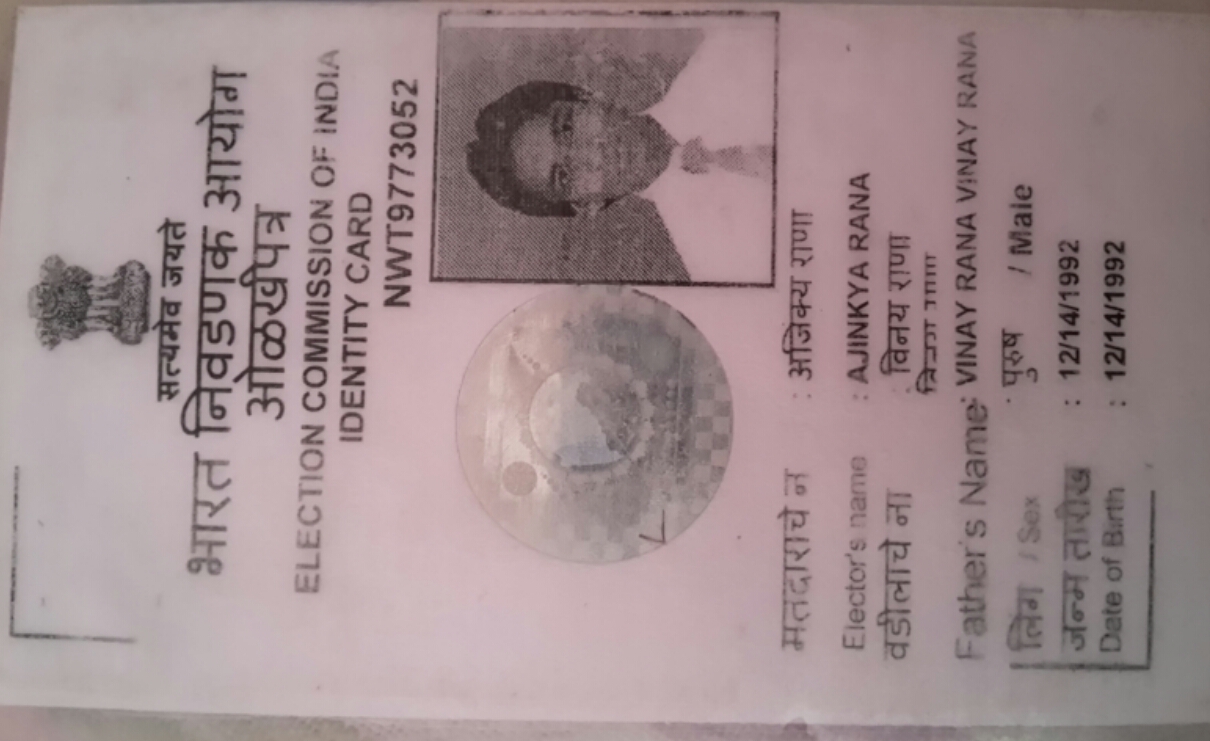 सत्यमेव जयते
भारत निवडणूक आयोग
ओळखपत्र
ELECTION COMMISSION OF INDIA
IDENTITY CARD
NWT9773052
मतदाराचे न : अजिंक्य राणा
Elector's name : AJINKYA RANA
वडीलाचे ना : विनय राणा
Father's Name : VINAY RANA VINAY RANA
लिंग / Sex : पुरुष / Male
जन्म तारीख : 12/14/1992
Date of Birth : 12/14/1992